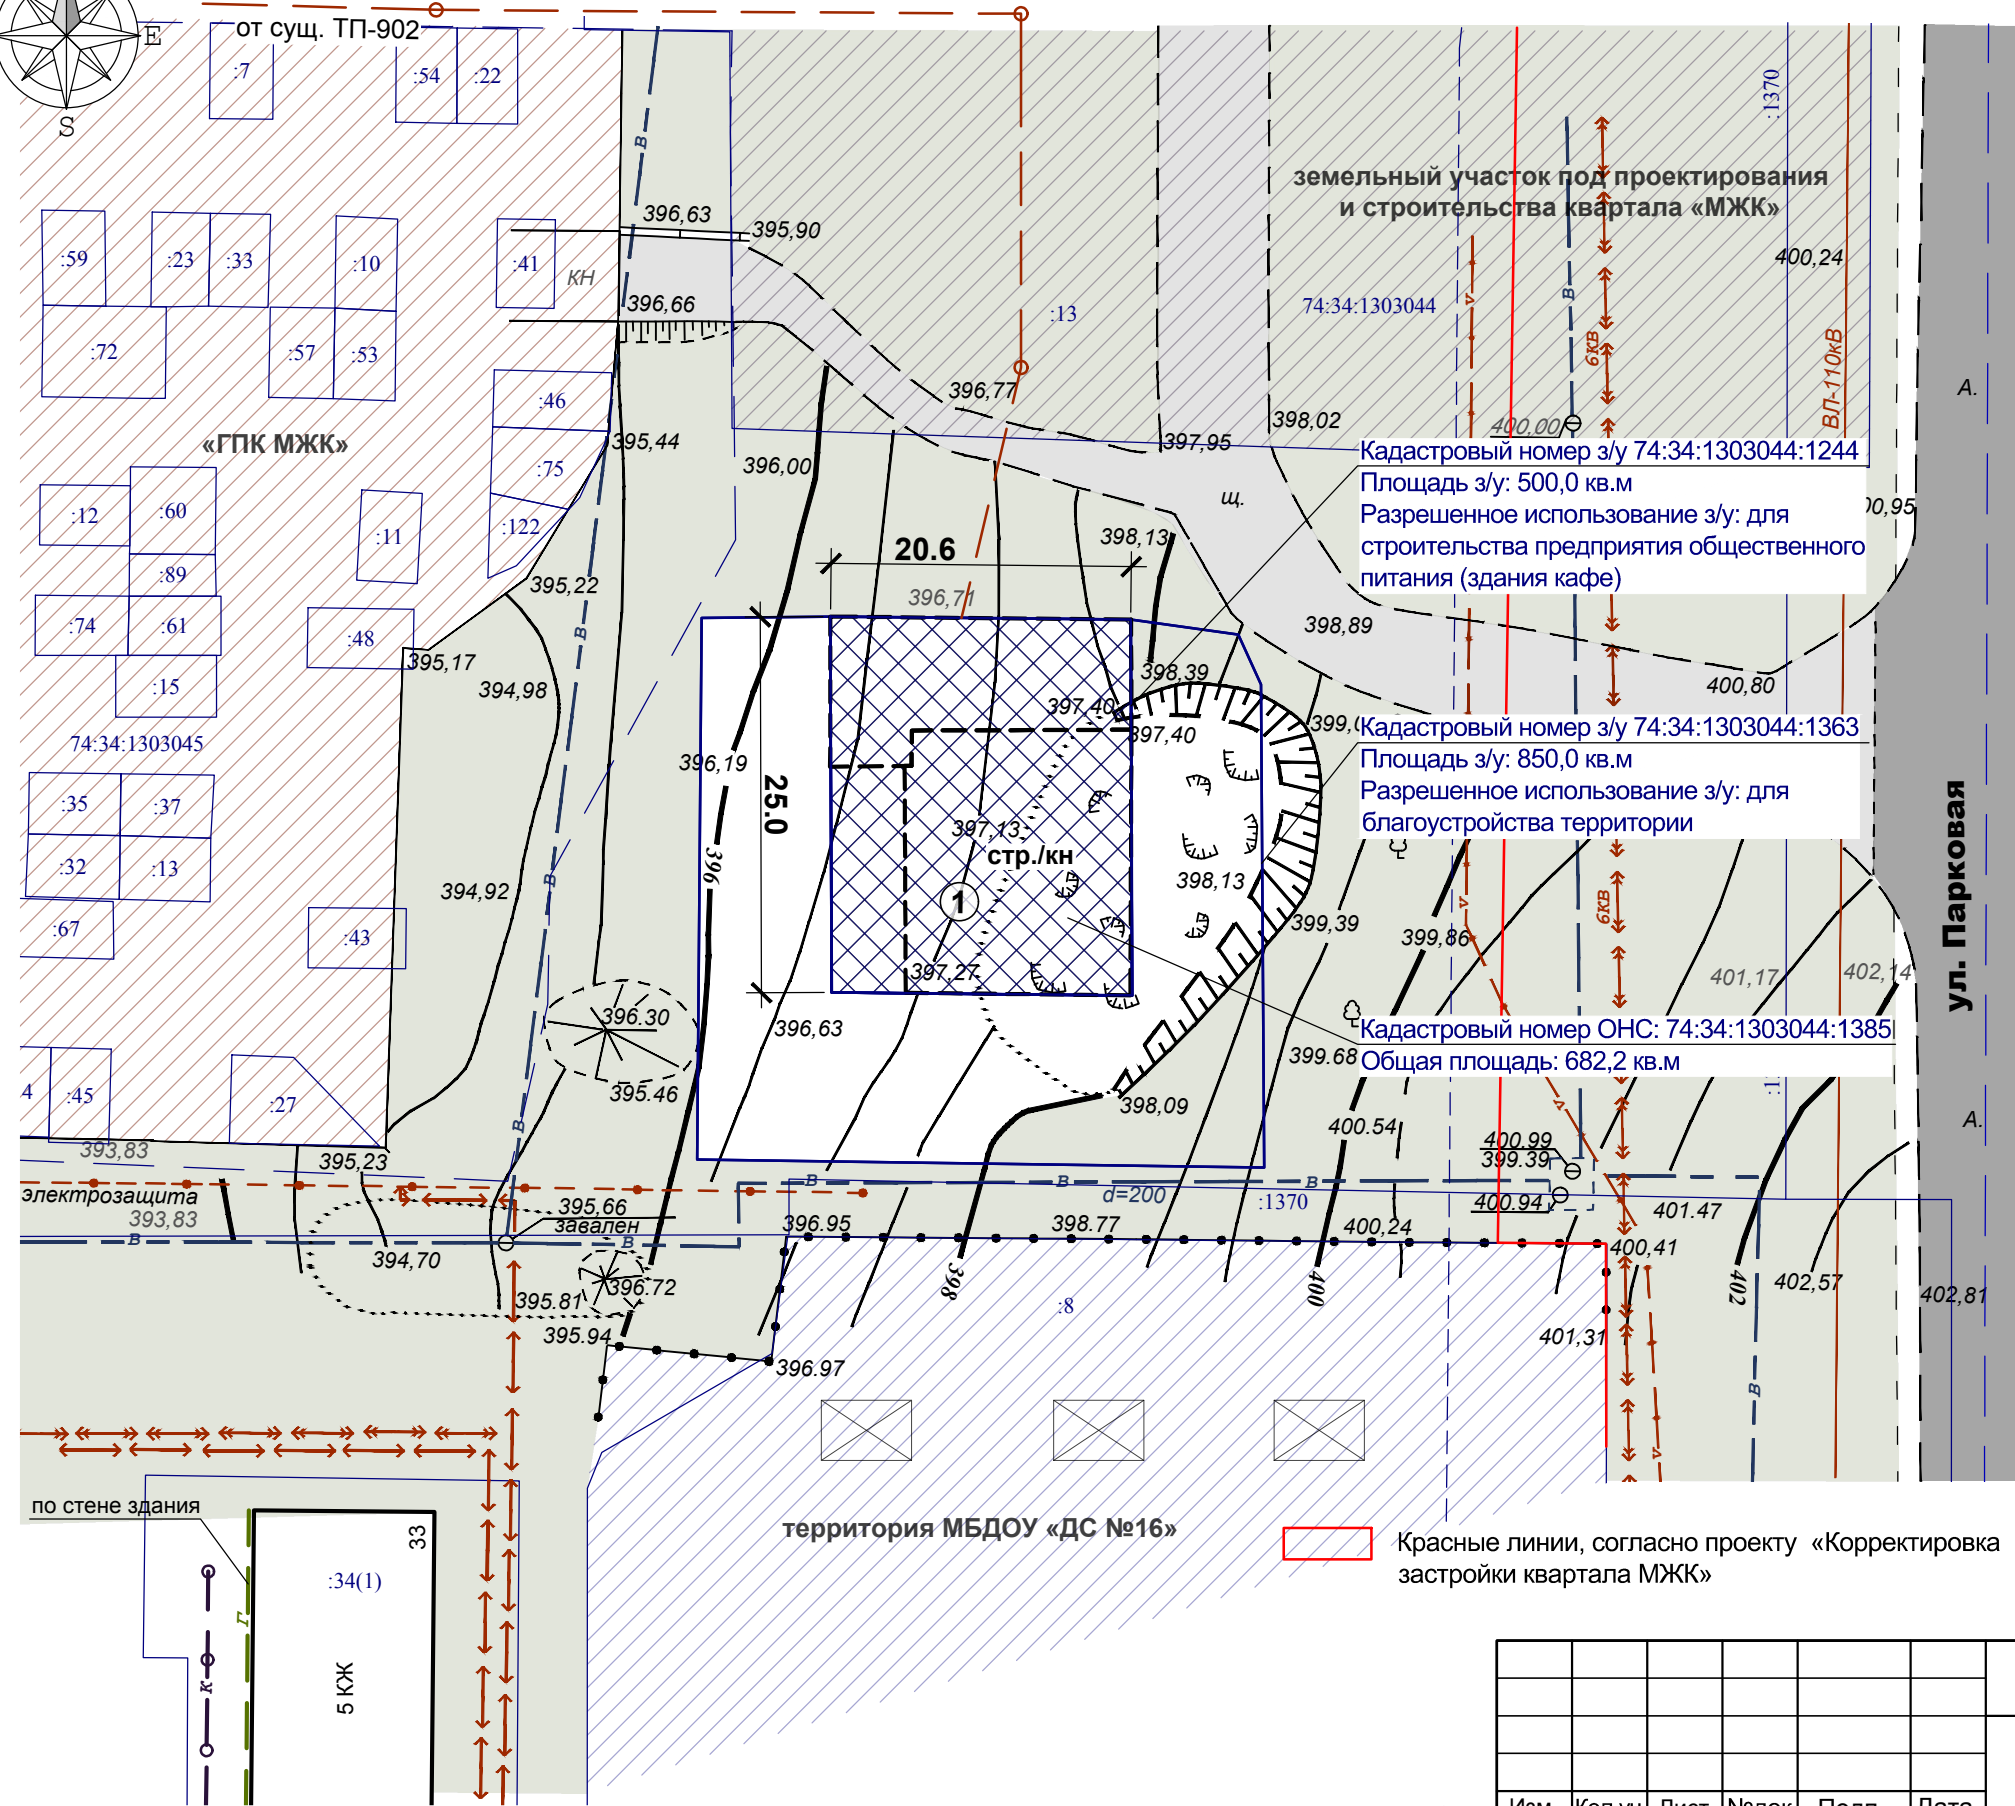 от сущ. ТП-902
E
S
:7
:54
:22
:1370
земельный участок под проектирования
и строительства квартала «МЖК»
В
396,63
395,90
:59
:23
:33
:10
:41
КН
400,24
396,66
74:34:1303044
:13
V
В
6КВ
ВЛ-110кВ
:72
:57
:53
А.
:46
396,77
398,02
400,00
«ГПК МЖК»
395,44
397,95
Кадастровый номер з/у 74:34:1303044:1244
:75
396,00
Площадь з/у: 500,0 кв.м
щ.
:12
:60
:122
Разрешенное использование з/у: для
:11
398,13
20.6
строительства предприятия общественного
:89
395,22
питания (здания кафе)
396,71
:74
:61
:48
В
398,89
395,17
398,39
:15
394,98
400,80
397,40
74:34:1303045
397,40
Кадастровый номер з/у 74:34:1303044:1363
396,19
Площадь з/у: 850,0 кв.м
:35
:37
25.0
Разрешенное использование з/у: для
397,13
благоустройства территории
ул. Парковая
стр./кн
:32
:13
396
394,92
В
1
398,13
:67
:43
399,39
V
6КВ
399,86
397,27
401,17
402,14
396.30
396,63
Кадастровый номер ОНС: 74:34:1303044:1385
399.68
Общая площадь: 682,2 кв.м
:45
:27
395.46
398,09
В
400.54
А.
393,83
395,23
400.99
399.39
электрозащита
395,66
завален
В
d=200
:1370
В
400.94
401.47
393,83
В
В
396.95
398.77
400,24
400,41
394,70
396.72
398
400
402
402,57
402,81
395.81
:8
395.94
401,31
396.97
В
по стене здания
территория МБДОУ «ДС №16»
33
Красные линии, согласно проекту «Корректировка
застройки квартала МЖК»
:34(1)
Г
К
5 КЖ
Изм.
Кол.уч
Лист
№док
Подп.
Дата